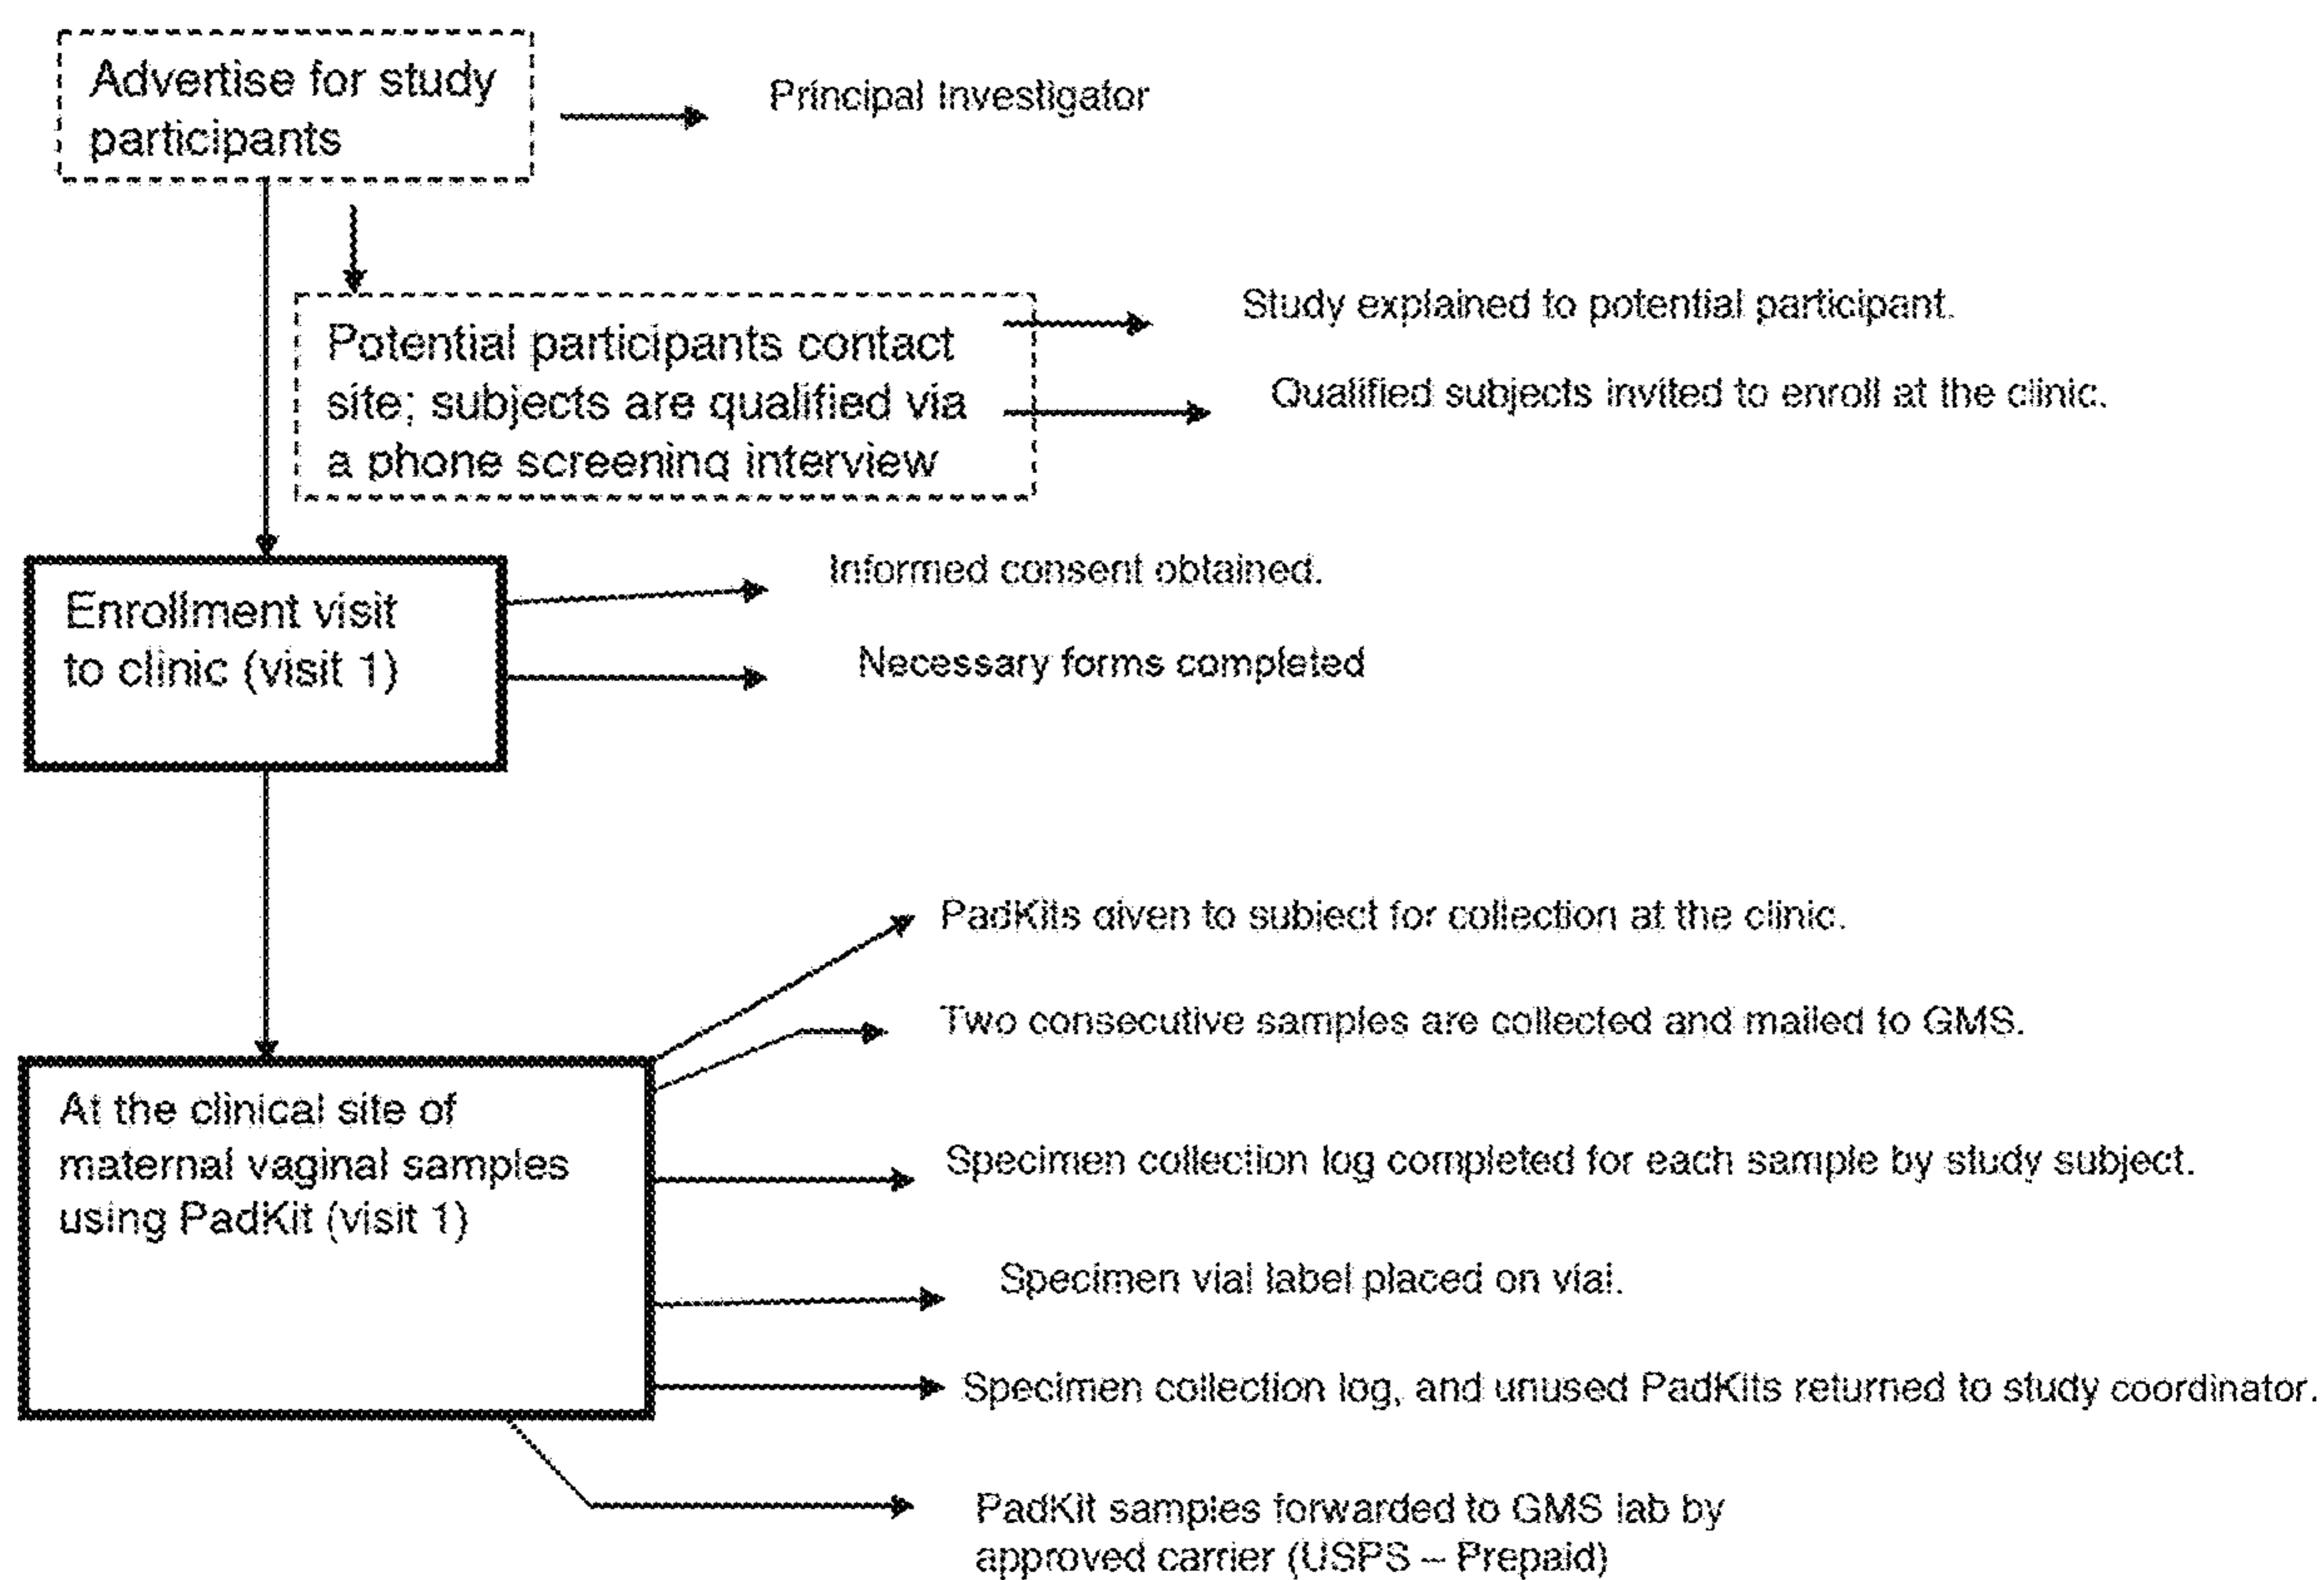 Advertise for study
participants
Principal Investigator
Potential participants contact
site; subjects are qualified via
a phone screening interview
Study explained to potential participant.
Qualified subjects invited to enroll at the clinic.
Enrollment visit
to clinic (visit 1)
Informed consent obtained.
Necessary forms completed
At the clinical site of
maternal vaginal samples
using PadKit (visit 1)
PadKits given to subject for collection at the clinic.
Two consecutive samples are collected and mailed to GMS.
Specimen collection log completed for each sample by study subject.
Specimen vial label placed on vial.
Specimen collection log, and unused PadKits returned to study coordinator.
PadKit samples forwarded to GMS lab by
approved carrier (USPS – Prepaid)